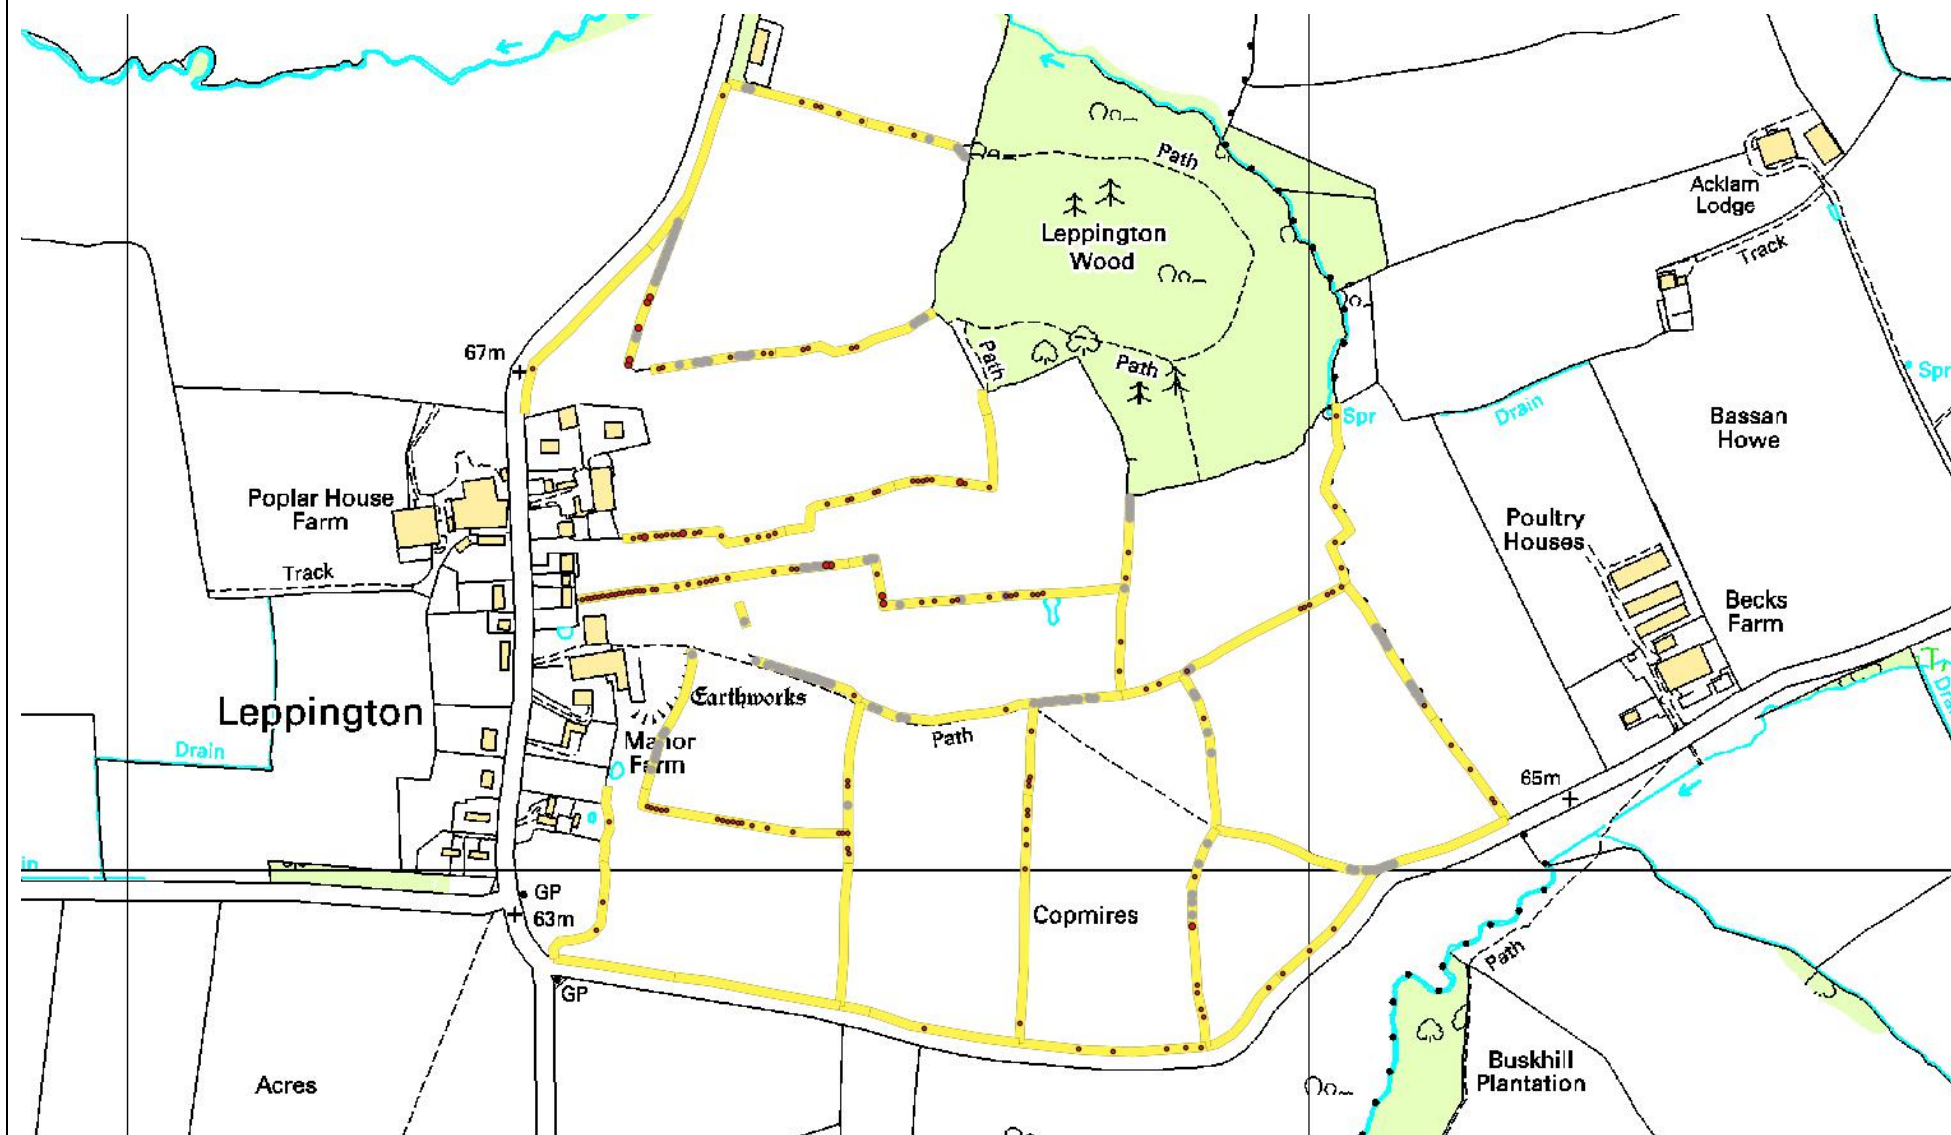 Path
Acklam
Lodge
Leppington
Wood
Track
67m
Path
Path
Spr
Spr
Drain
Bassan
Howe
Poplar House
Farm
Poultry
Houses
Track
Becks
Farm
Earthworks
Leppington
Path
Manor
Farm
Drain
65m
GP
63m
Copmires
Path
GP
Buskhill
Plantation
Acres